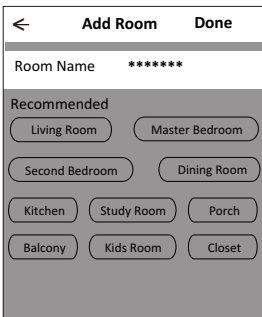 Add Room Done
Room Name *******
Recommended
Living Room Master Bedroom
Second Bedroom Dining Room
Kitchen Study Room Porch
Balcony Kids Room Closet